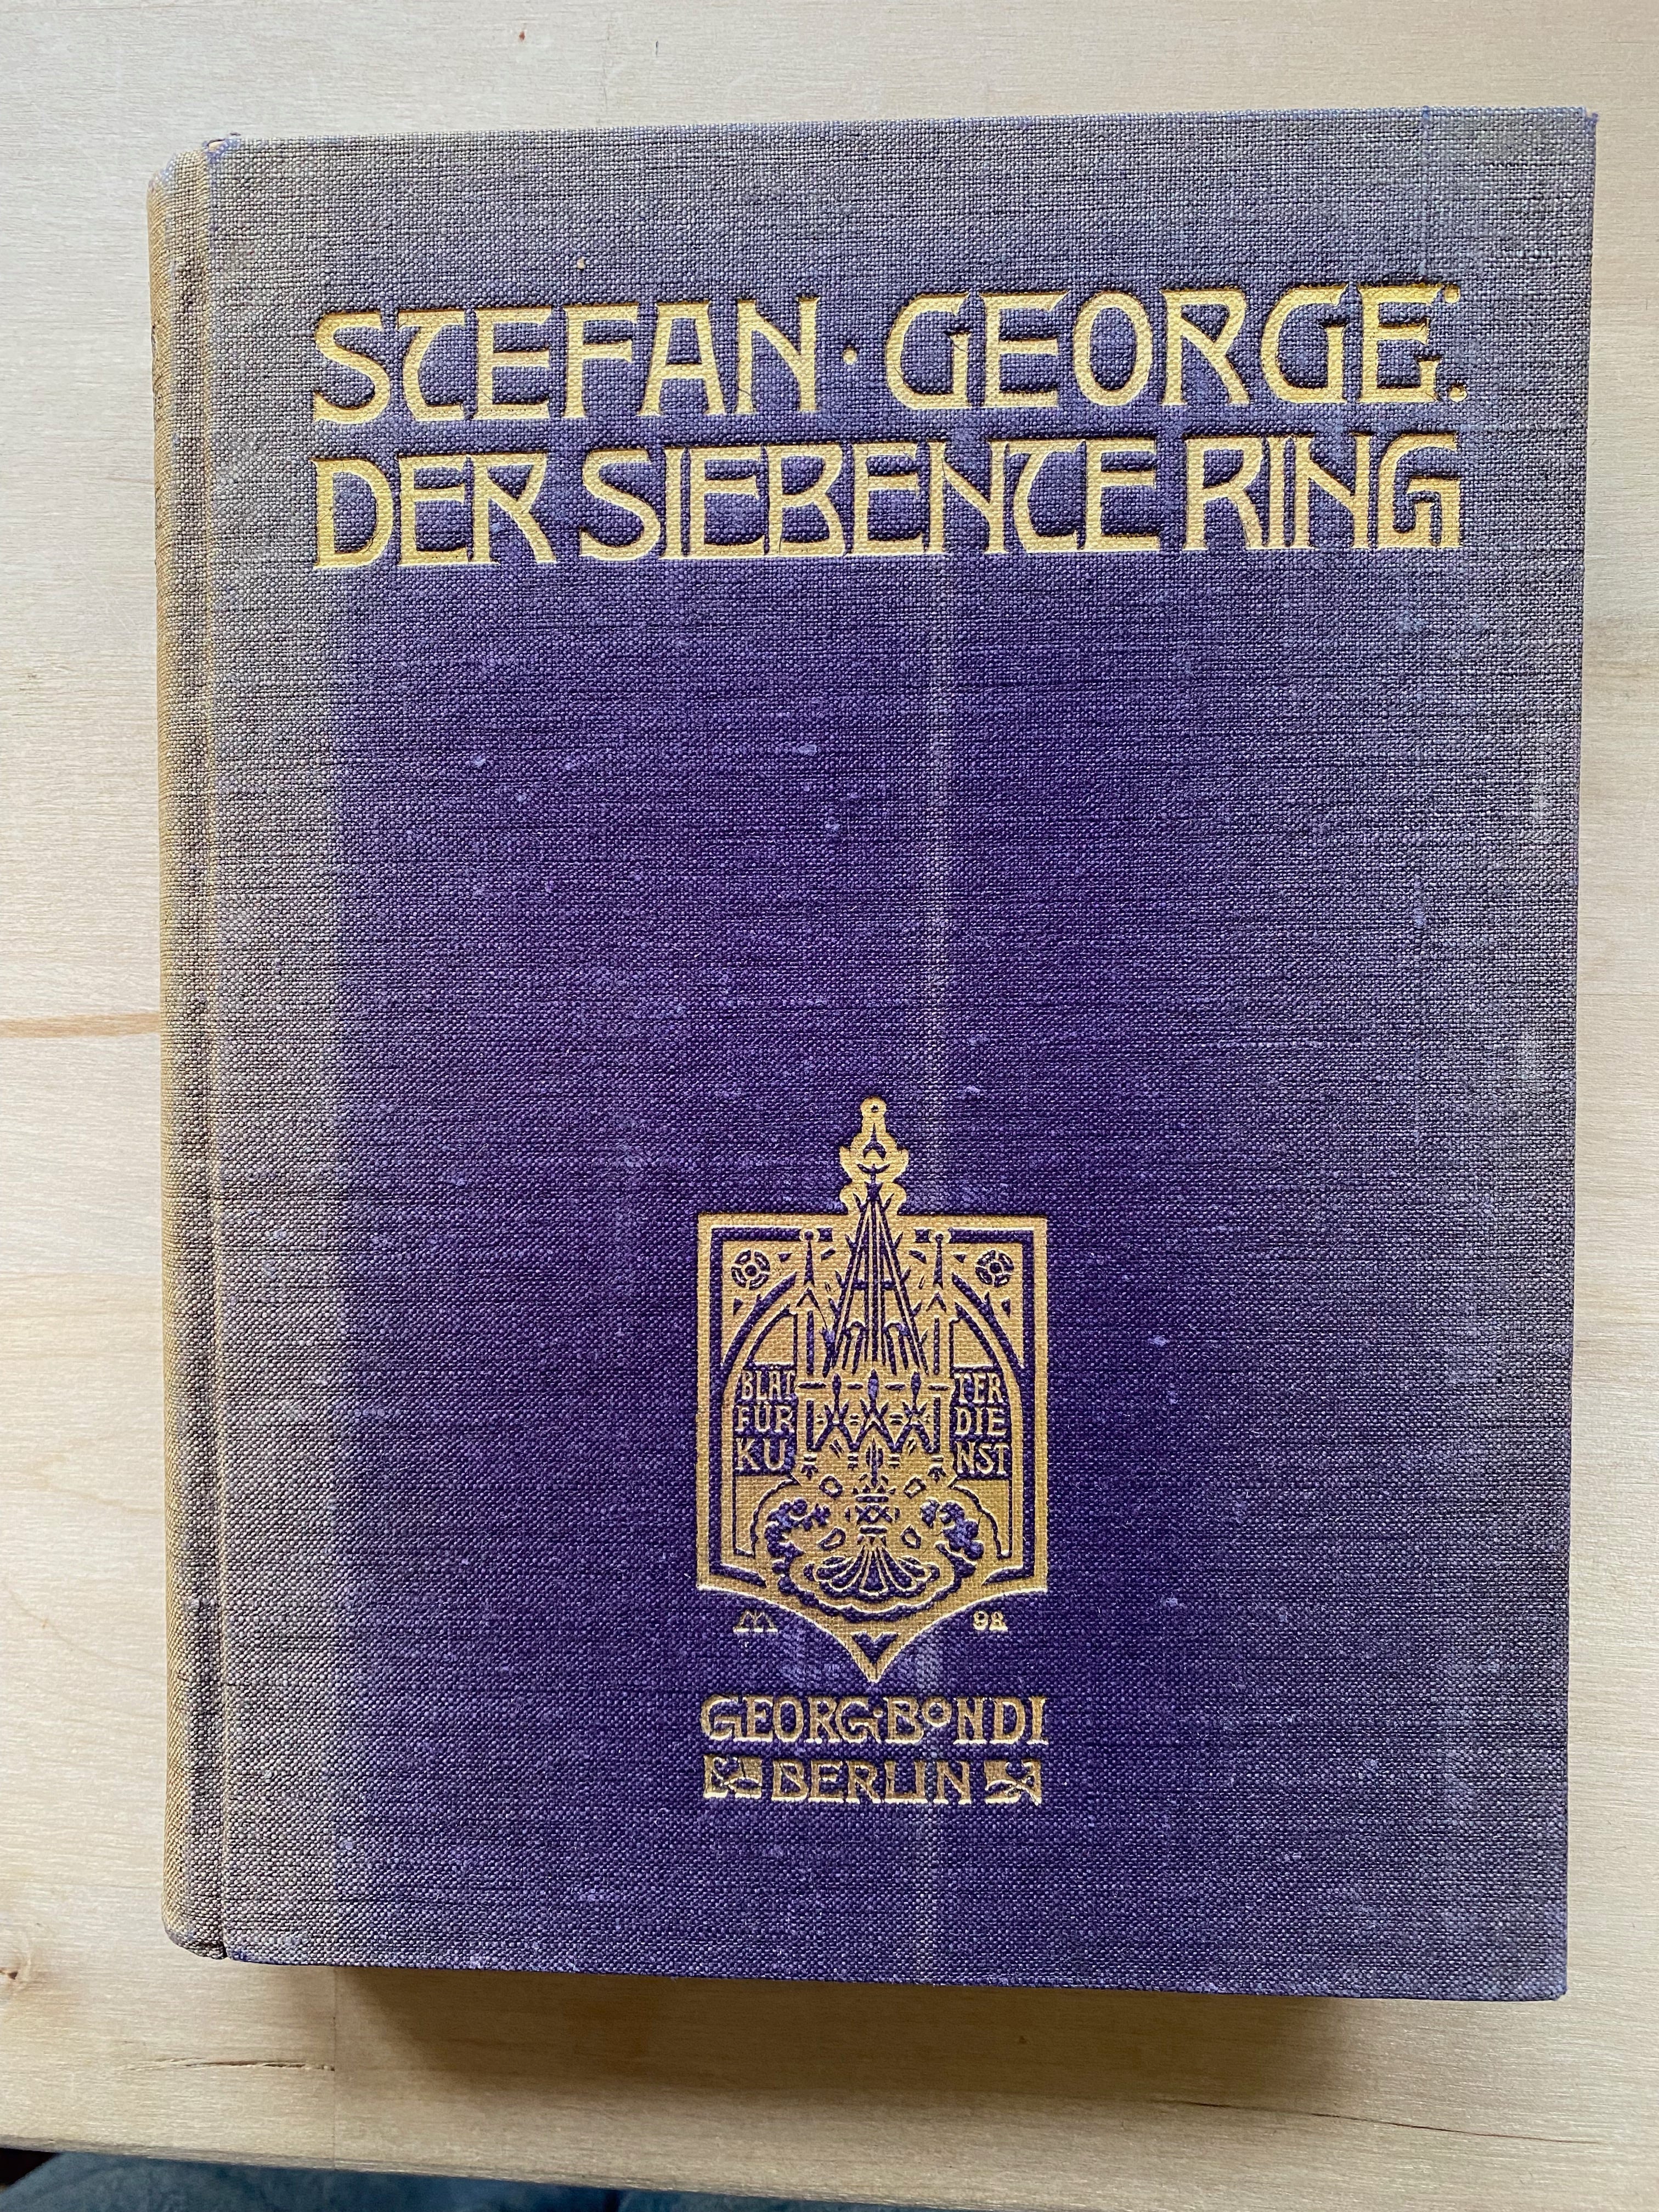 STEFAN · GEORGE:
DER SIEBENTE RING
BLÄT TER
FÜR DIE
KU NST
98
GEORG · BONDI
BERLIN